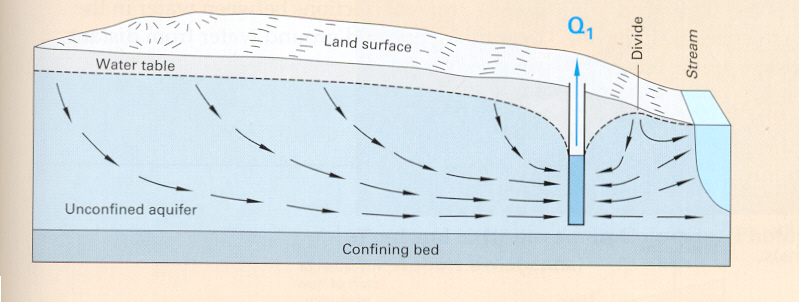 Q₁
Divide
Stream
Land surface
Water table
Unconfined aquifer
Confining bed